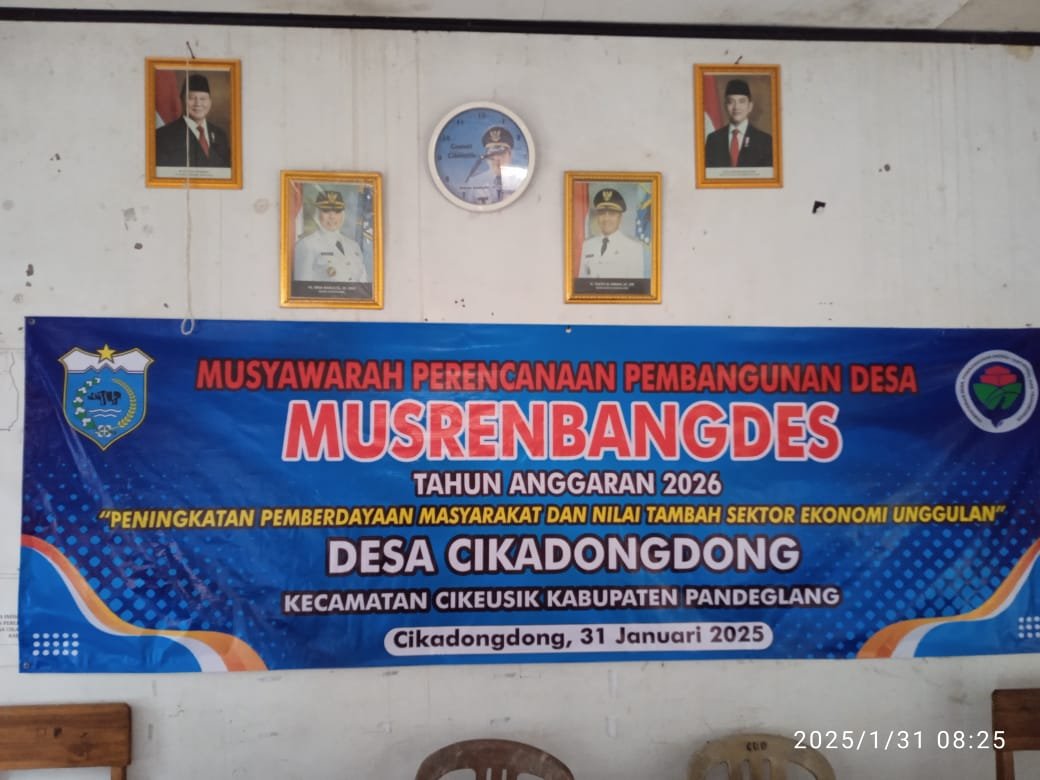 MUSYAWARAH PERENCANAAN PEMBANGUNAN DESA
MUSRENBANGDES
TAHUN ANGGARAN 2026
"PENINGKATAN PEMBERDAYAAN MASYARAKAT DAN NILAI TAMBAH SEKTOR EKONOMI UNGGULAN"
DESA CIKADONGDONG
KECAMATAN CIKEUSIK KABUPATEN PANDEGLANG
Cikadongdong, 31 Januari 2025
2025/1/31 08:25